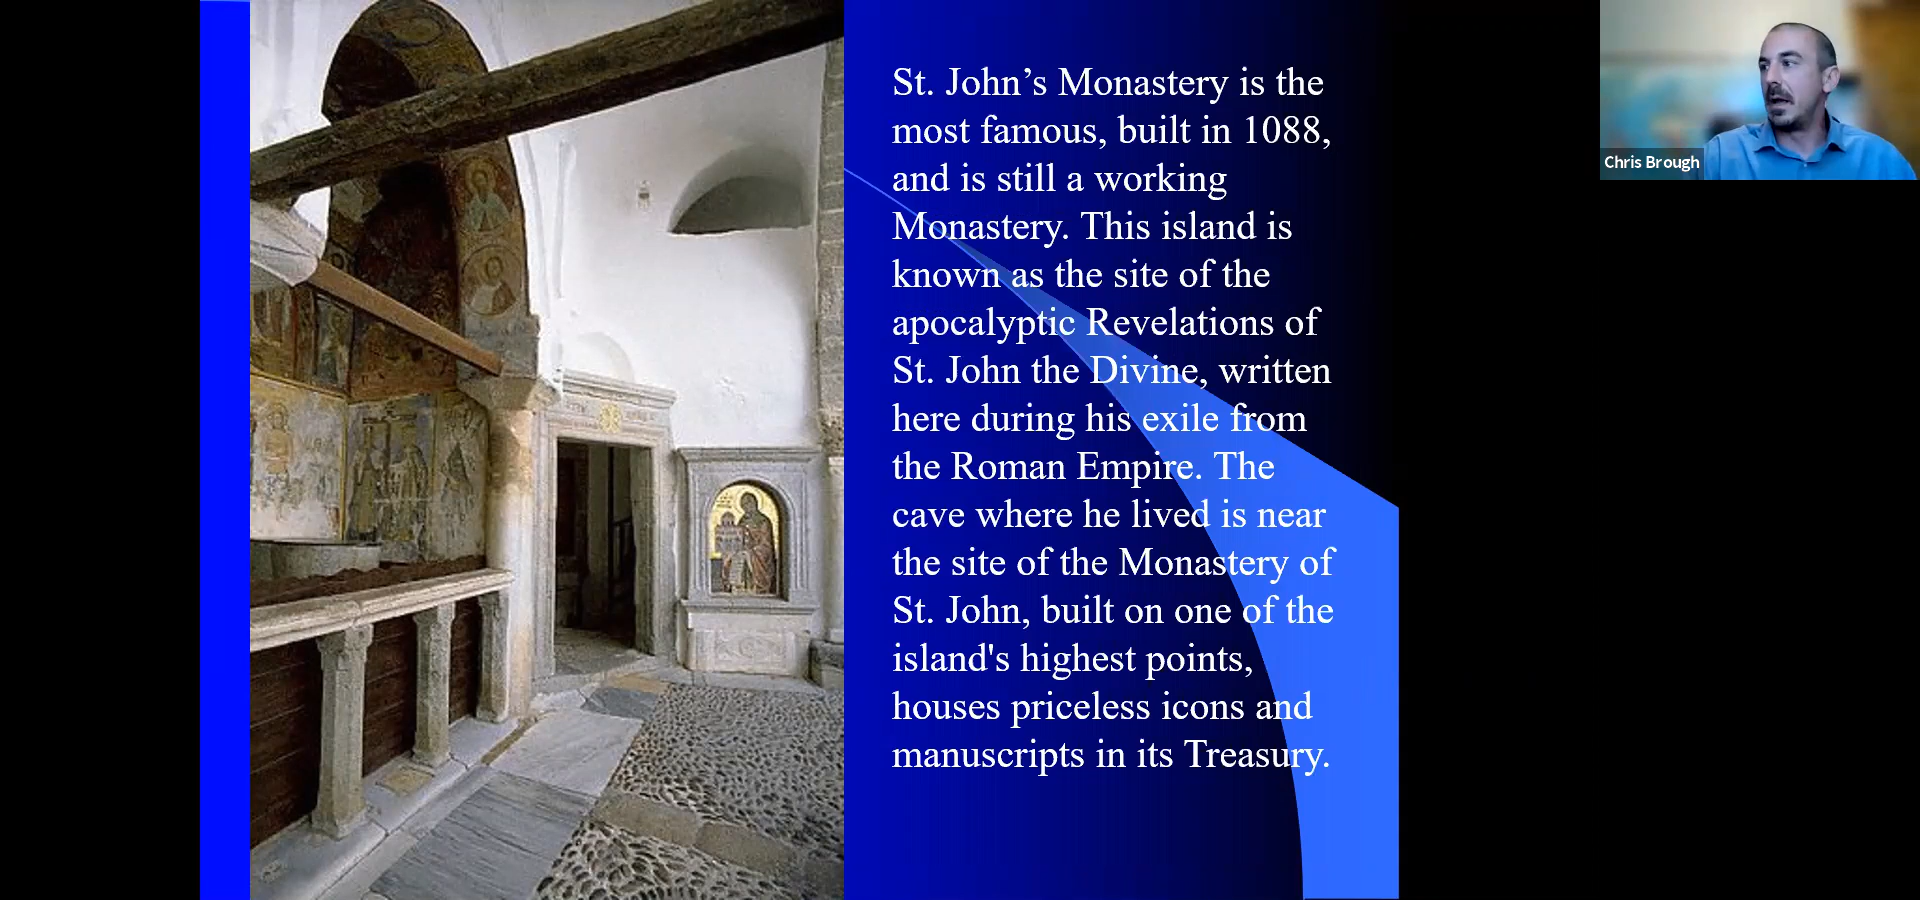 St. John’s Monastery is the
most famous, built in 1088,
and is still a working
Monastery. This island is
known as the site of the
apocalyptic Revelations of
St. John the Divine, written
here during his exile from
the Roman Empire. The
cave where he lived is near
the site of the Monastery of
St. John, built on one of the
island's highest points,
houses priceless icons and
manuscripts in its Treasury.
Chris Brough